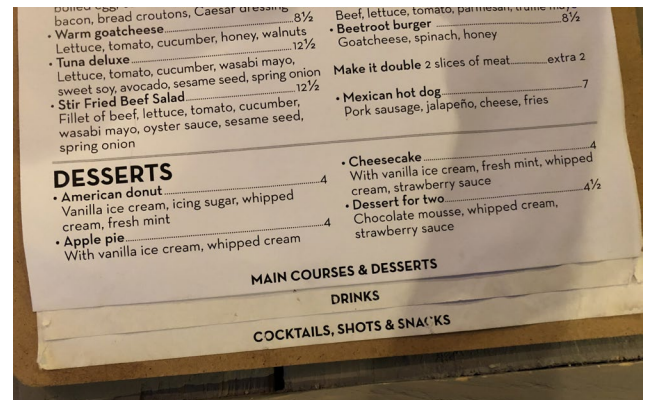 boiled egg,
bacon, bread croutons, Caesar dressing
• Warm goatcheese 8½
Lettuce, tomato, cucumber, honey, walnuts
• Tuna deluxe 12½
Lettuce, tomato, cucumber, wasabi mayo,
sweet soy, avocado, sesame seed, spring onion
• Stir Fried Beef Salad 12½
Fillet of beef, lettuce, tomato, cucumber,
wasabi mayo, oyster sauce, sesame seed,
spring onion
Beef, lettuce, tomato, parmesan, truffle mayo
• Beetroot burger 8½
Goatcheese, spinach, honey
Make it double 2 slices of meat extra 2
• Mexican hot dog 7
Pork sausage, jalapeño, cheese, fries
DESSERTS
• American donut 4
Vanilla ice cream, icing sugar, whipped
cream, fresh mint
• Apple pie 4
With vanilla ice cream, whipped cream
• Cheesecake 4
With vanilla ice cream, fresh mint, whipped
cream, strawberry sauce
• Dessert for two 4½
Chocolate mousse, whipped cream,
strawberry sauce
MAIN COURSES & DESSERTS
DRINKS
COCKTAILS, SHOTS & SNACKS